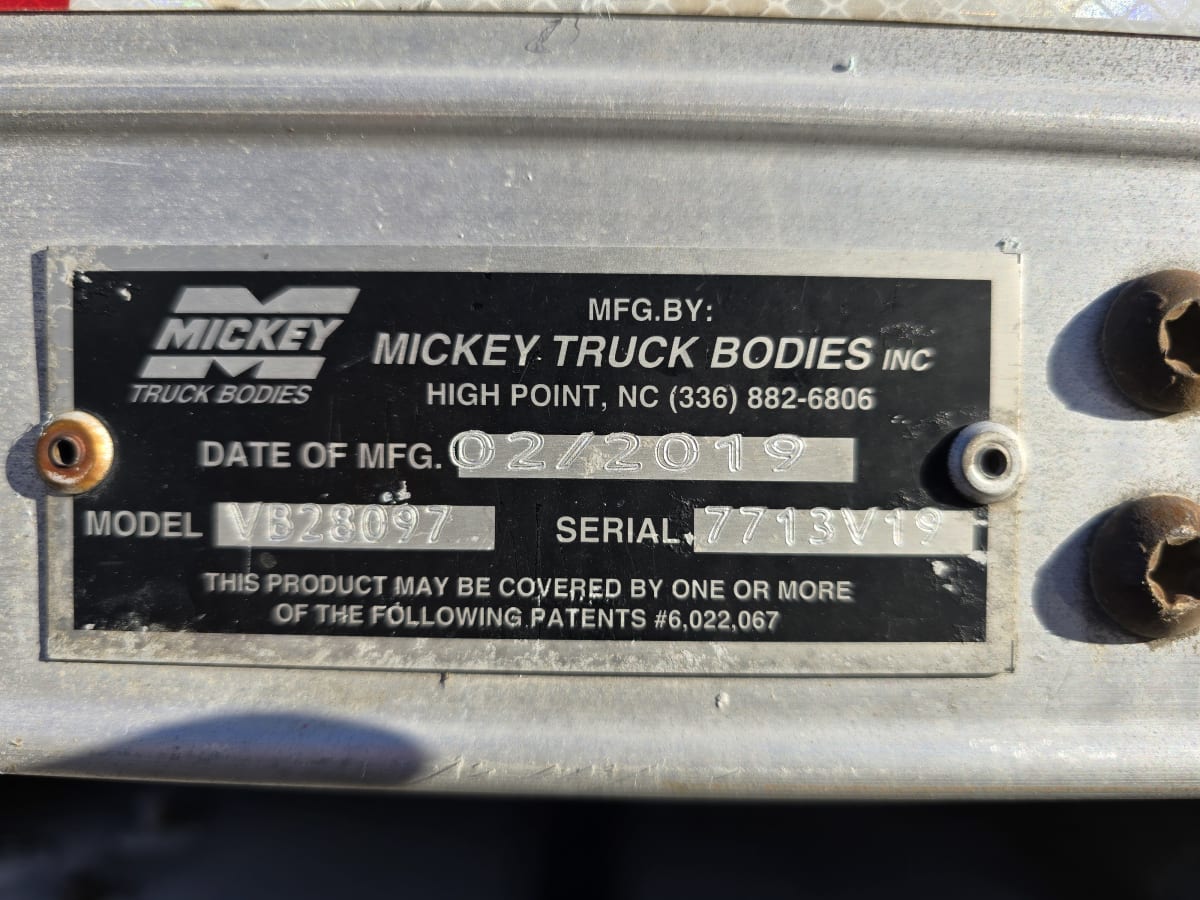 MICKEY
TRUCK BODIES
MFG.BY:
MICKEY TRUCK BODIES INC
HIGH POINT, NC (336) 882-6806
DATE OF MFG. 02/2019
MODEL VB28097 SERIAL 7713V19
THIS PRODUCT MAY BE COVERED BY ONE OR MORE
OF THE FOLLOWING PATENTS #6,022,067